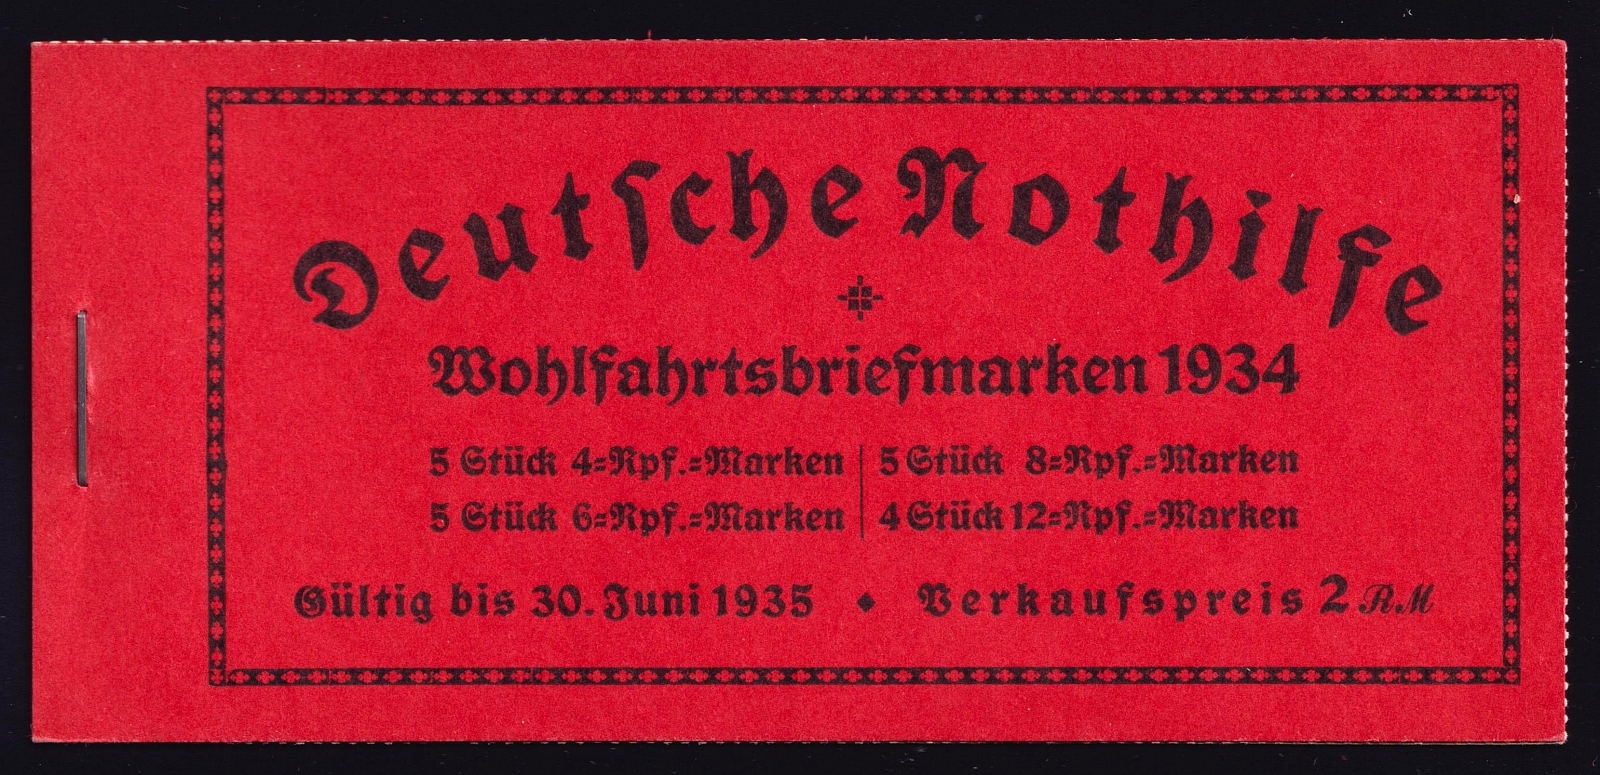 Deutſche Nothilfe
Wohlfahrtsbriefmarken 1934
5 Stück 4=Rpf.=Marken | 5 Stück 8=Rpf.=Marken
5 Stück 6=Rpf.=Marken | 4 Stück 12=Rpf.=Marken
Gültig bis 30. Juni 1935 ◆ Verkaufspreis 2 RM